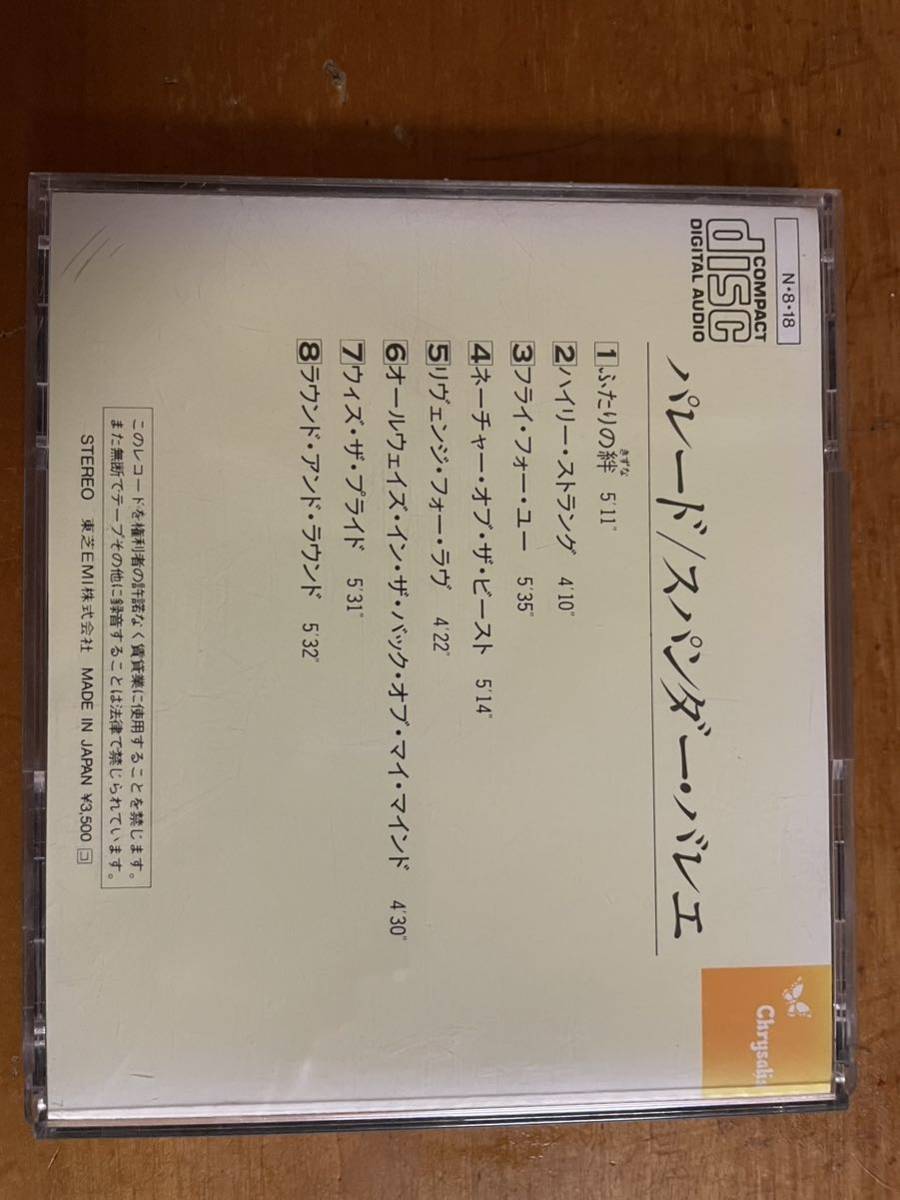 N・8・18
COMPACT
disc
DIGITAL AUDIO
パレード/スパンダー・バレエ
Chrysalis
1 ふたりの絆 5'11"
きずな
2 ハイリー・ストラング 4'10"
3 フライ・フォー・ユー 5'35"
4 ネーチャー・オブ・ザ・ビースト 5'14"
5 リヴェンジ・フォー・ラヴ 4'22"
6 オールウェイズ・イン・ザ・バック・オブ・マイ・マインド 4'30"
7 ウィズ・ザ・プライド 5'31"
8 ラウンド・アンド・ラウンド 5'32"
このレコードを権利者の許諾なく賃貸業に使用することを禁じます。
また無断でテープその他に録音することは法律で禁じられています。
STEREO 東芝EMI株式会社 MADE IN JAPAN ¥3,500 コ